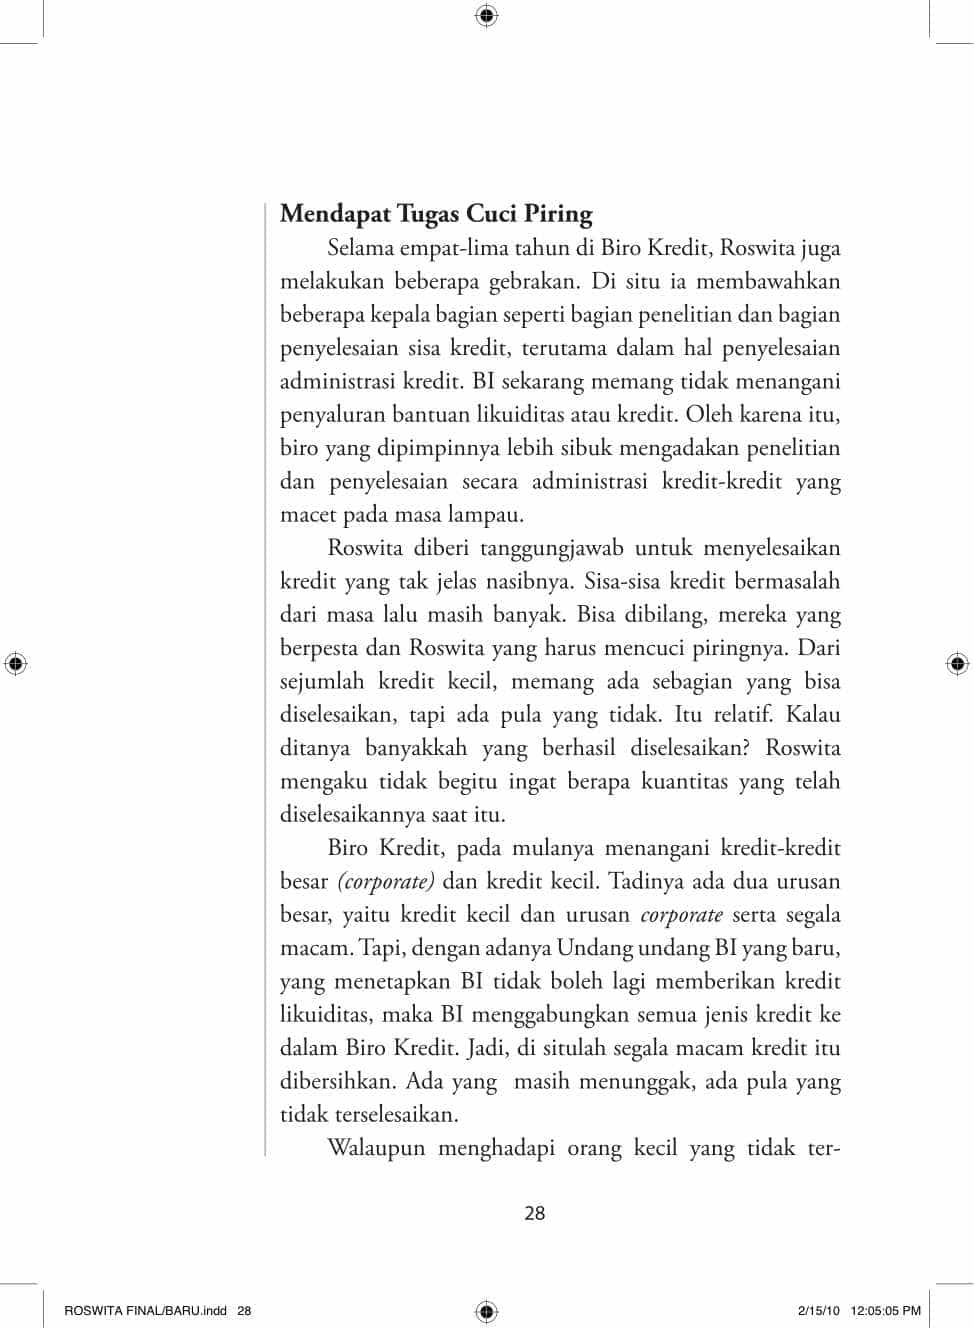 Mendapat Tugas Cuci Piring
Selama empat-lima tahun di Biro Kredit, Roswita juga
melakukan beberapa gebrakan. Di situ ia membawahkan
beberapa kepala bagian seperti bagian penelitian dan bagian
penyelesaian sisa kredit, terutama dalam hal penyelesaian
administrasi kredit. BI sekarang memang tidak menangani
penyaluran bantuan likuiditas atau kredit. Oleh karena itu,
biro yang dipimpinnya lebih sibuk mengadakan penelitian
dan penyelesaian secara administrasi kredit-kredit yang
macet pada masa lampau.
Roswita diberi tanggungjawab untuk menyelesaikan
kredit yang tak jelas nasibnya. Sisa-sisa kredit bermasalah
dari masa lalu masih banyak. Bisa dibilang, mereka yang
berpesta dan Roswita yang harus mencuci piringnya. Dari
sejumlah kredit kecil, memang ada sebagian yang bisa
diselesaikan, tapi ada pula yang tidak. Itu relatif. Kalau
ditanya banyakkah yang berhasil diselesaikan? Roswita
mengaku tidak begitu ingat berapa kuantitas yang telah
diselesaikannya saat itu.
Biro Kredit, pada mulanya menangani kredit-kredit
besar (corporate) dan kredit kecil. Tadinya ada dua urusan
besar, yaitu kredit kecil dan urusan corporate serta segala
macam. Tapi, dengan adanya Undang undang BI yang baru,
yang menetapkan BI tidak boleh lagi memberikan kredit
likuiditas, maka BI menggabungkan semua jenis kredit ke
dalam Biro Kredit. Jadi, di situlah segala macam kredit itu
dibersihkan. Ada yang  masih menunggak, ada pula yang
tidak terselesaikan.
Walaupun menghadapi orang kecil yang tidak ter-
28
ROSWITA FINAL/BARU.indd   28
2/15/10   12:05:05 PM